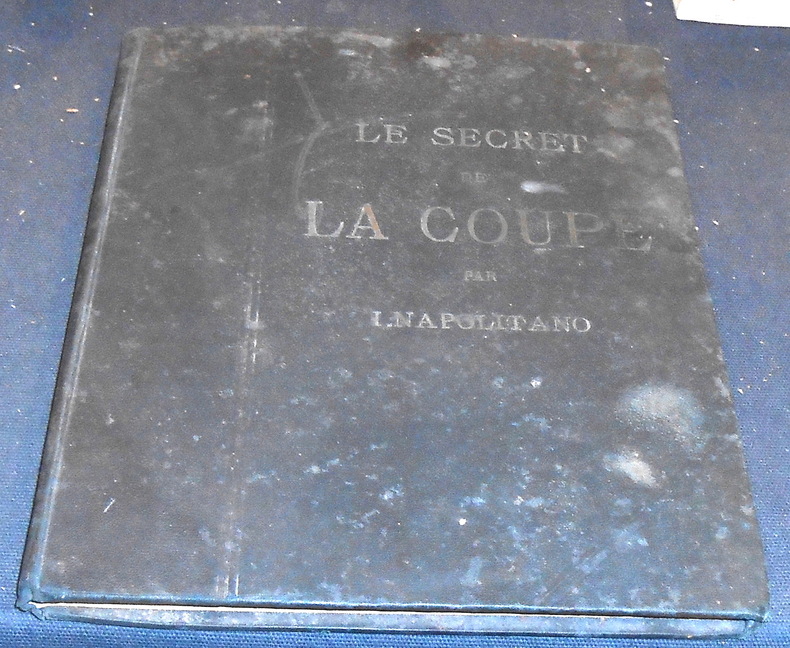 LE SECRET
DE
LA COUPE
PAR
I. NAPOLITANO